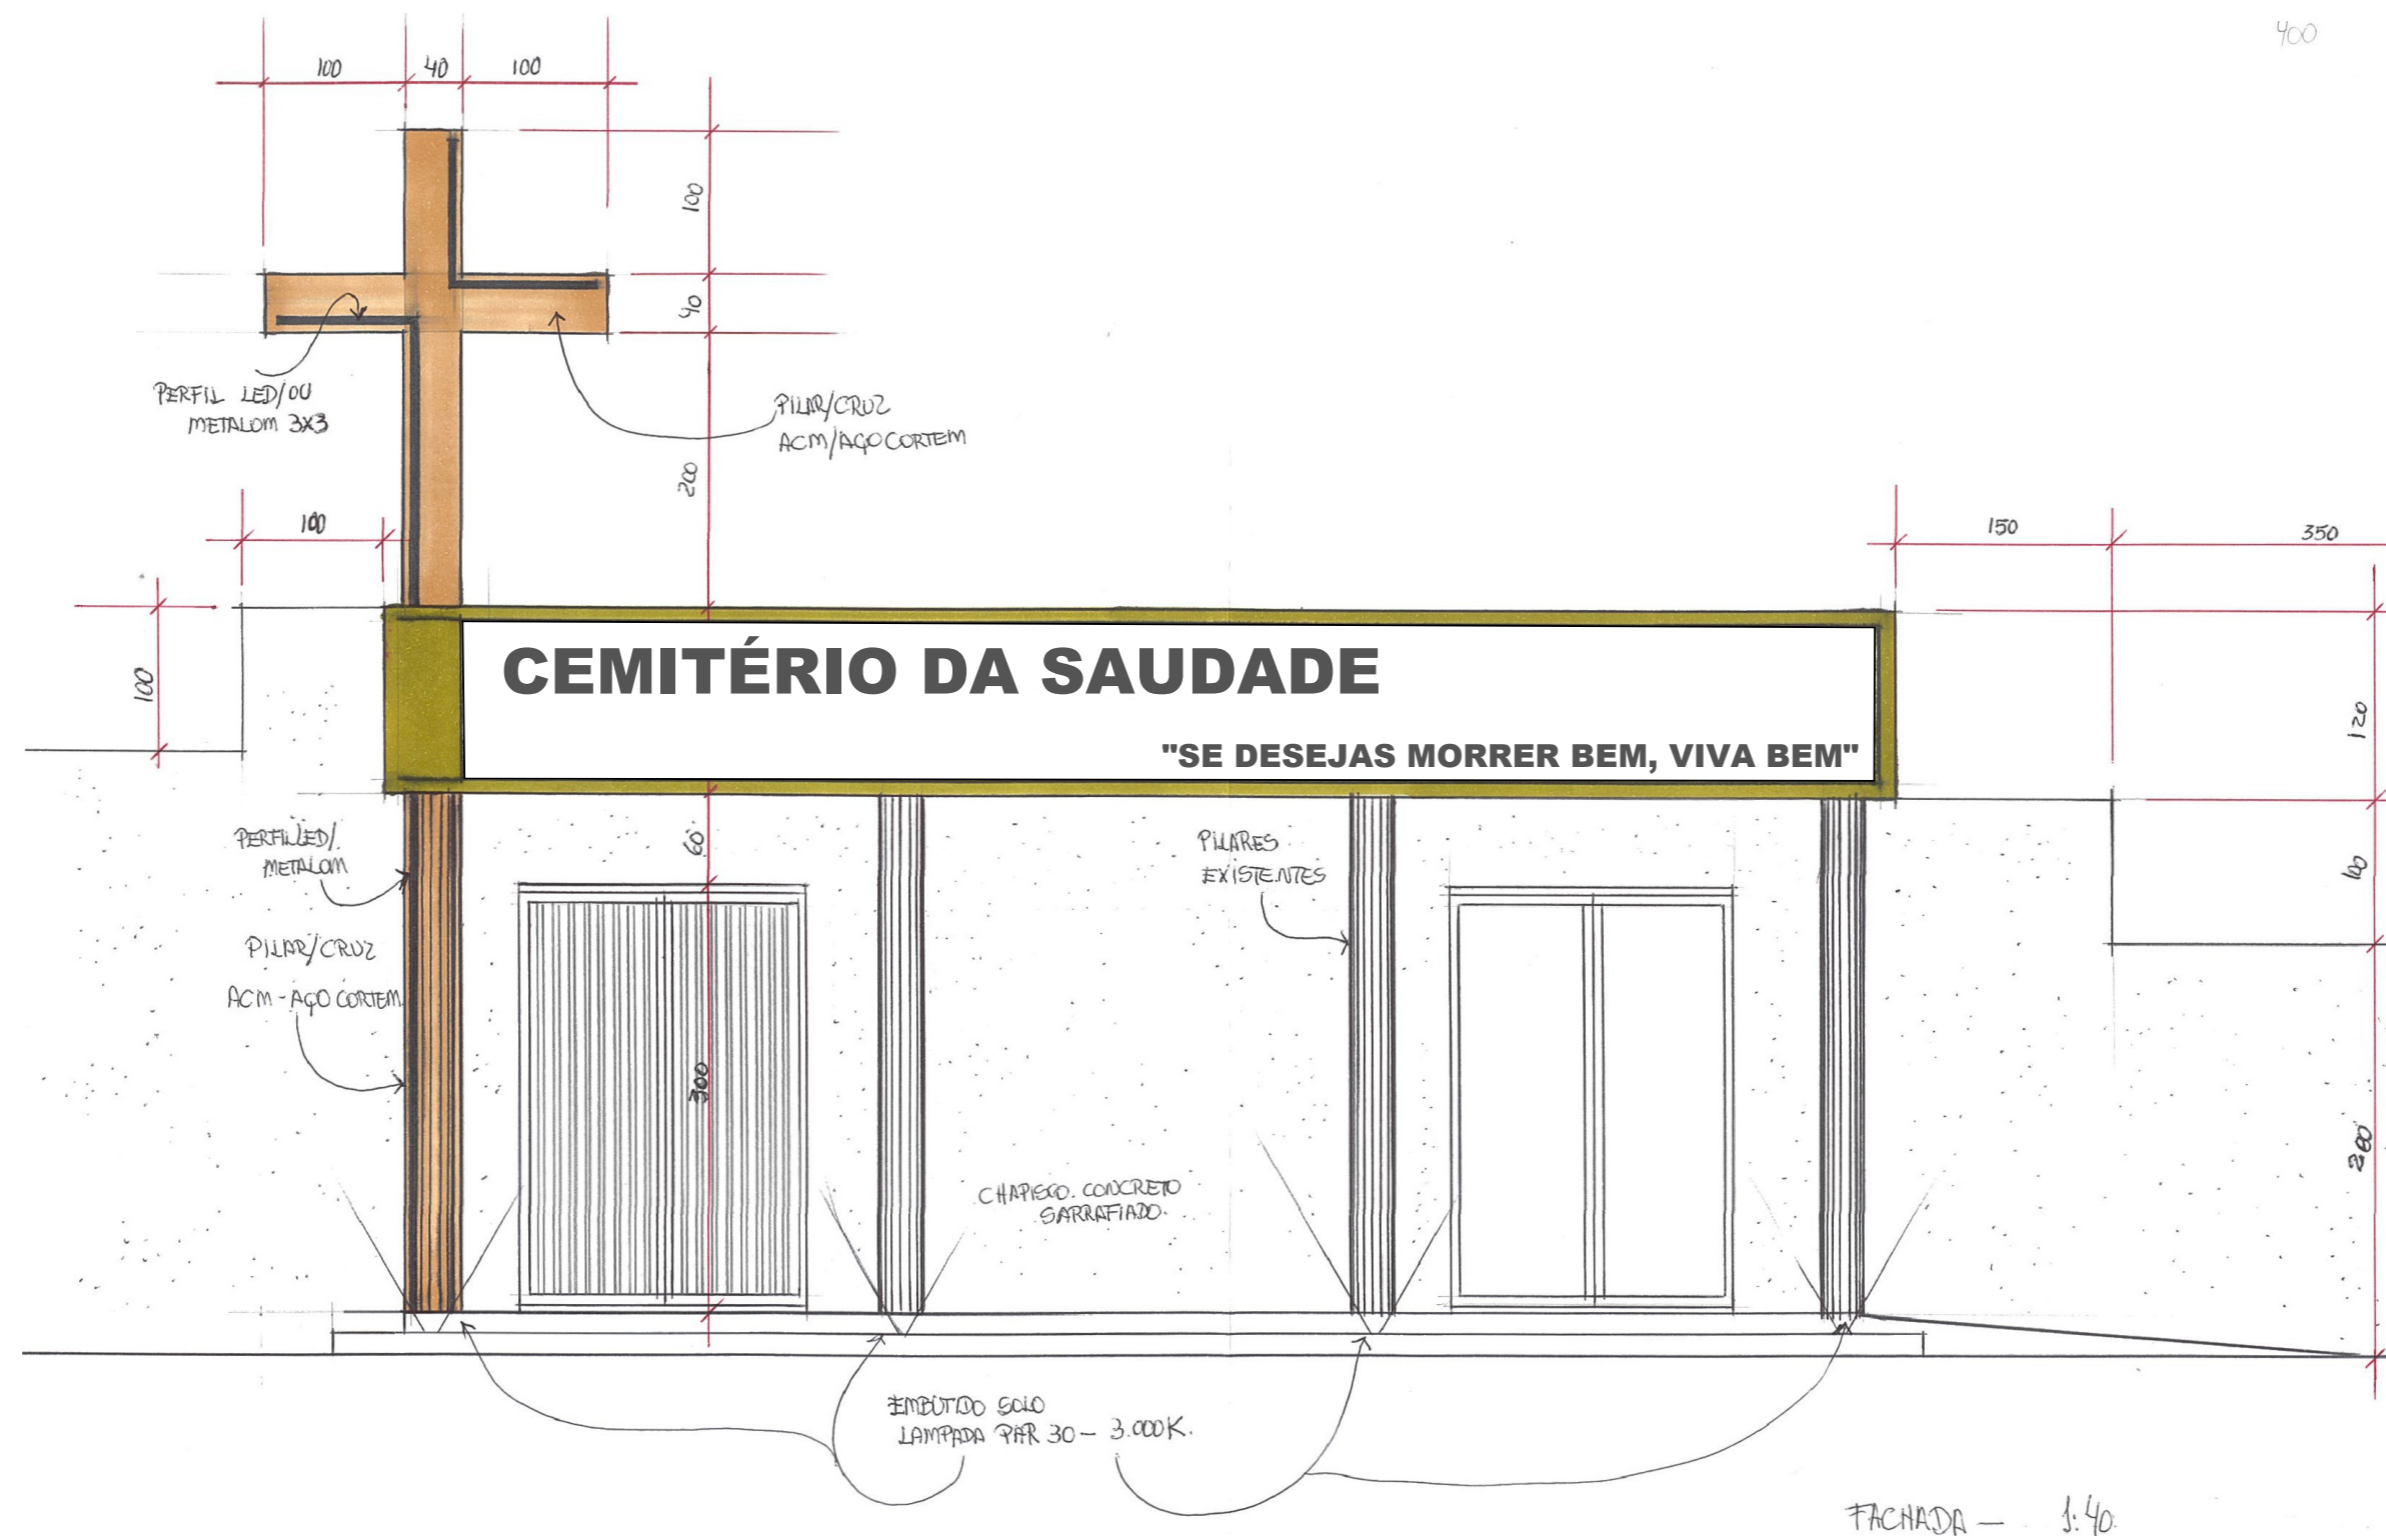 400
100 40 100
100
40
200
PERFIL LED/OU
METALOM 3X3
PILAR/CRUZ
ACM/AÇO CORTEM
100
150 350
100
CEMITÉRIO DA SAUDADE
"SE DESEJAS MORRER BEM, VIVA BEM"
120
60
PERFIL LED/
METALOM
PILARES
EXISTENTES
PILAR/CRUZ
ACM - AÇO CORTEM
300
CHAPISCO. CONCRETO
SARRAFIADO.
EMBUTIDO SOLO
LAMPADA PAR 30 - 3.000K.
FACHADA — 1:40